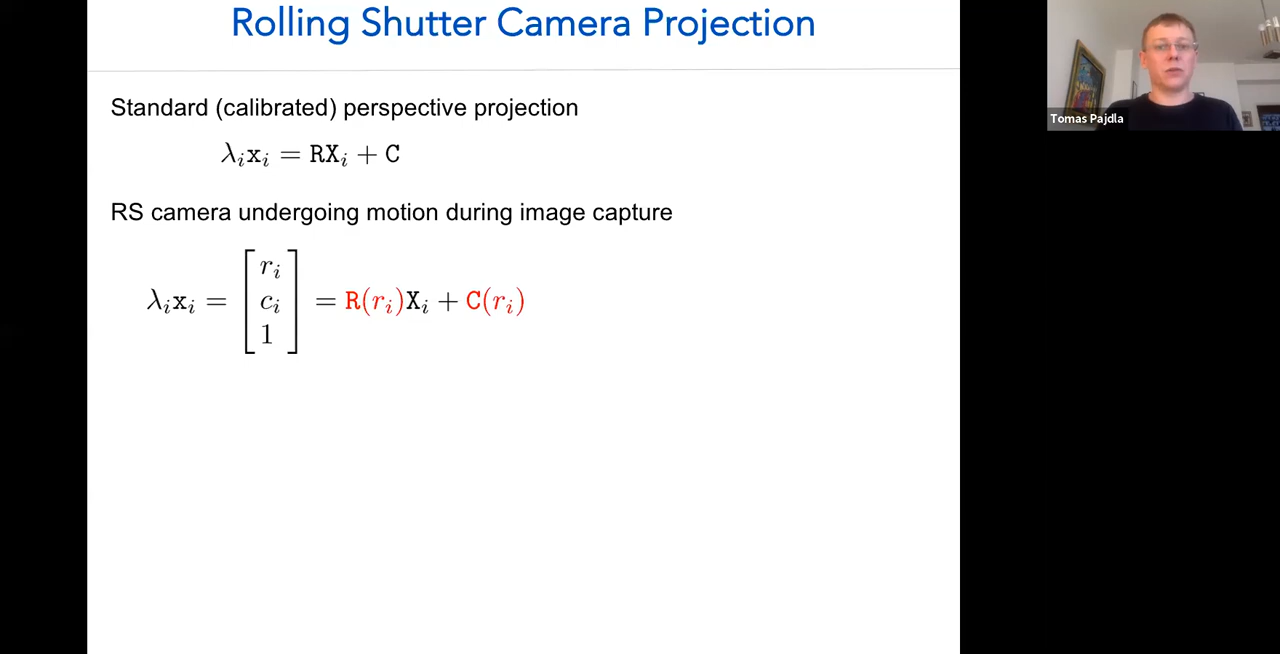 Rolling Shutter Camera Projection
Standard (calibrated) perspective projection
λᵢxᵢ = RXᵢ + C
RS camera undergoing motion during image capture
λᵢxᵢ = [rᵢ cᵢ 1] = R(rᵢ)Xᵢ + C(rᵢ)
Tomas Pajdla